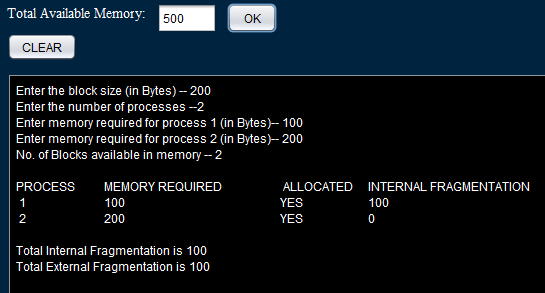 Total Available Memory: 500 OK
CLEAR
Enter the block size (in Bytes) -- 200
Enter the number of processes --2
Enter memory required for process 1 (in Bytes)-- 100
Enter memory required for process 2 (in Bytes)-- 200
No. of Blocks available in memory -- 2
PROCESS MEMORY REQUIRED ALLOCATED INTERNAL FRAGMENTATION
1 100 YES 100
2 200 YES 0
Total Internal Fragmentation is 100
Total External Fragmentation is 100